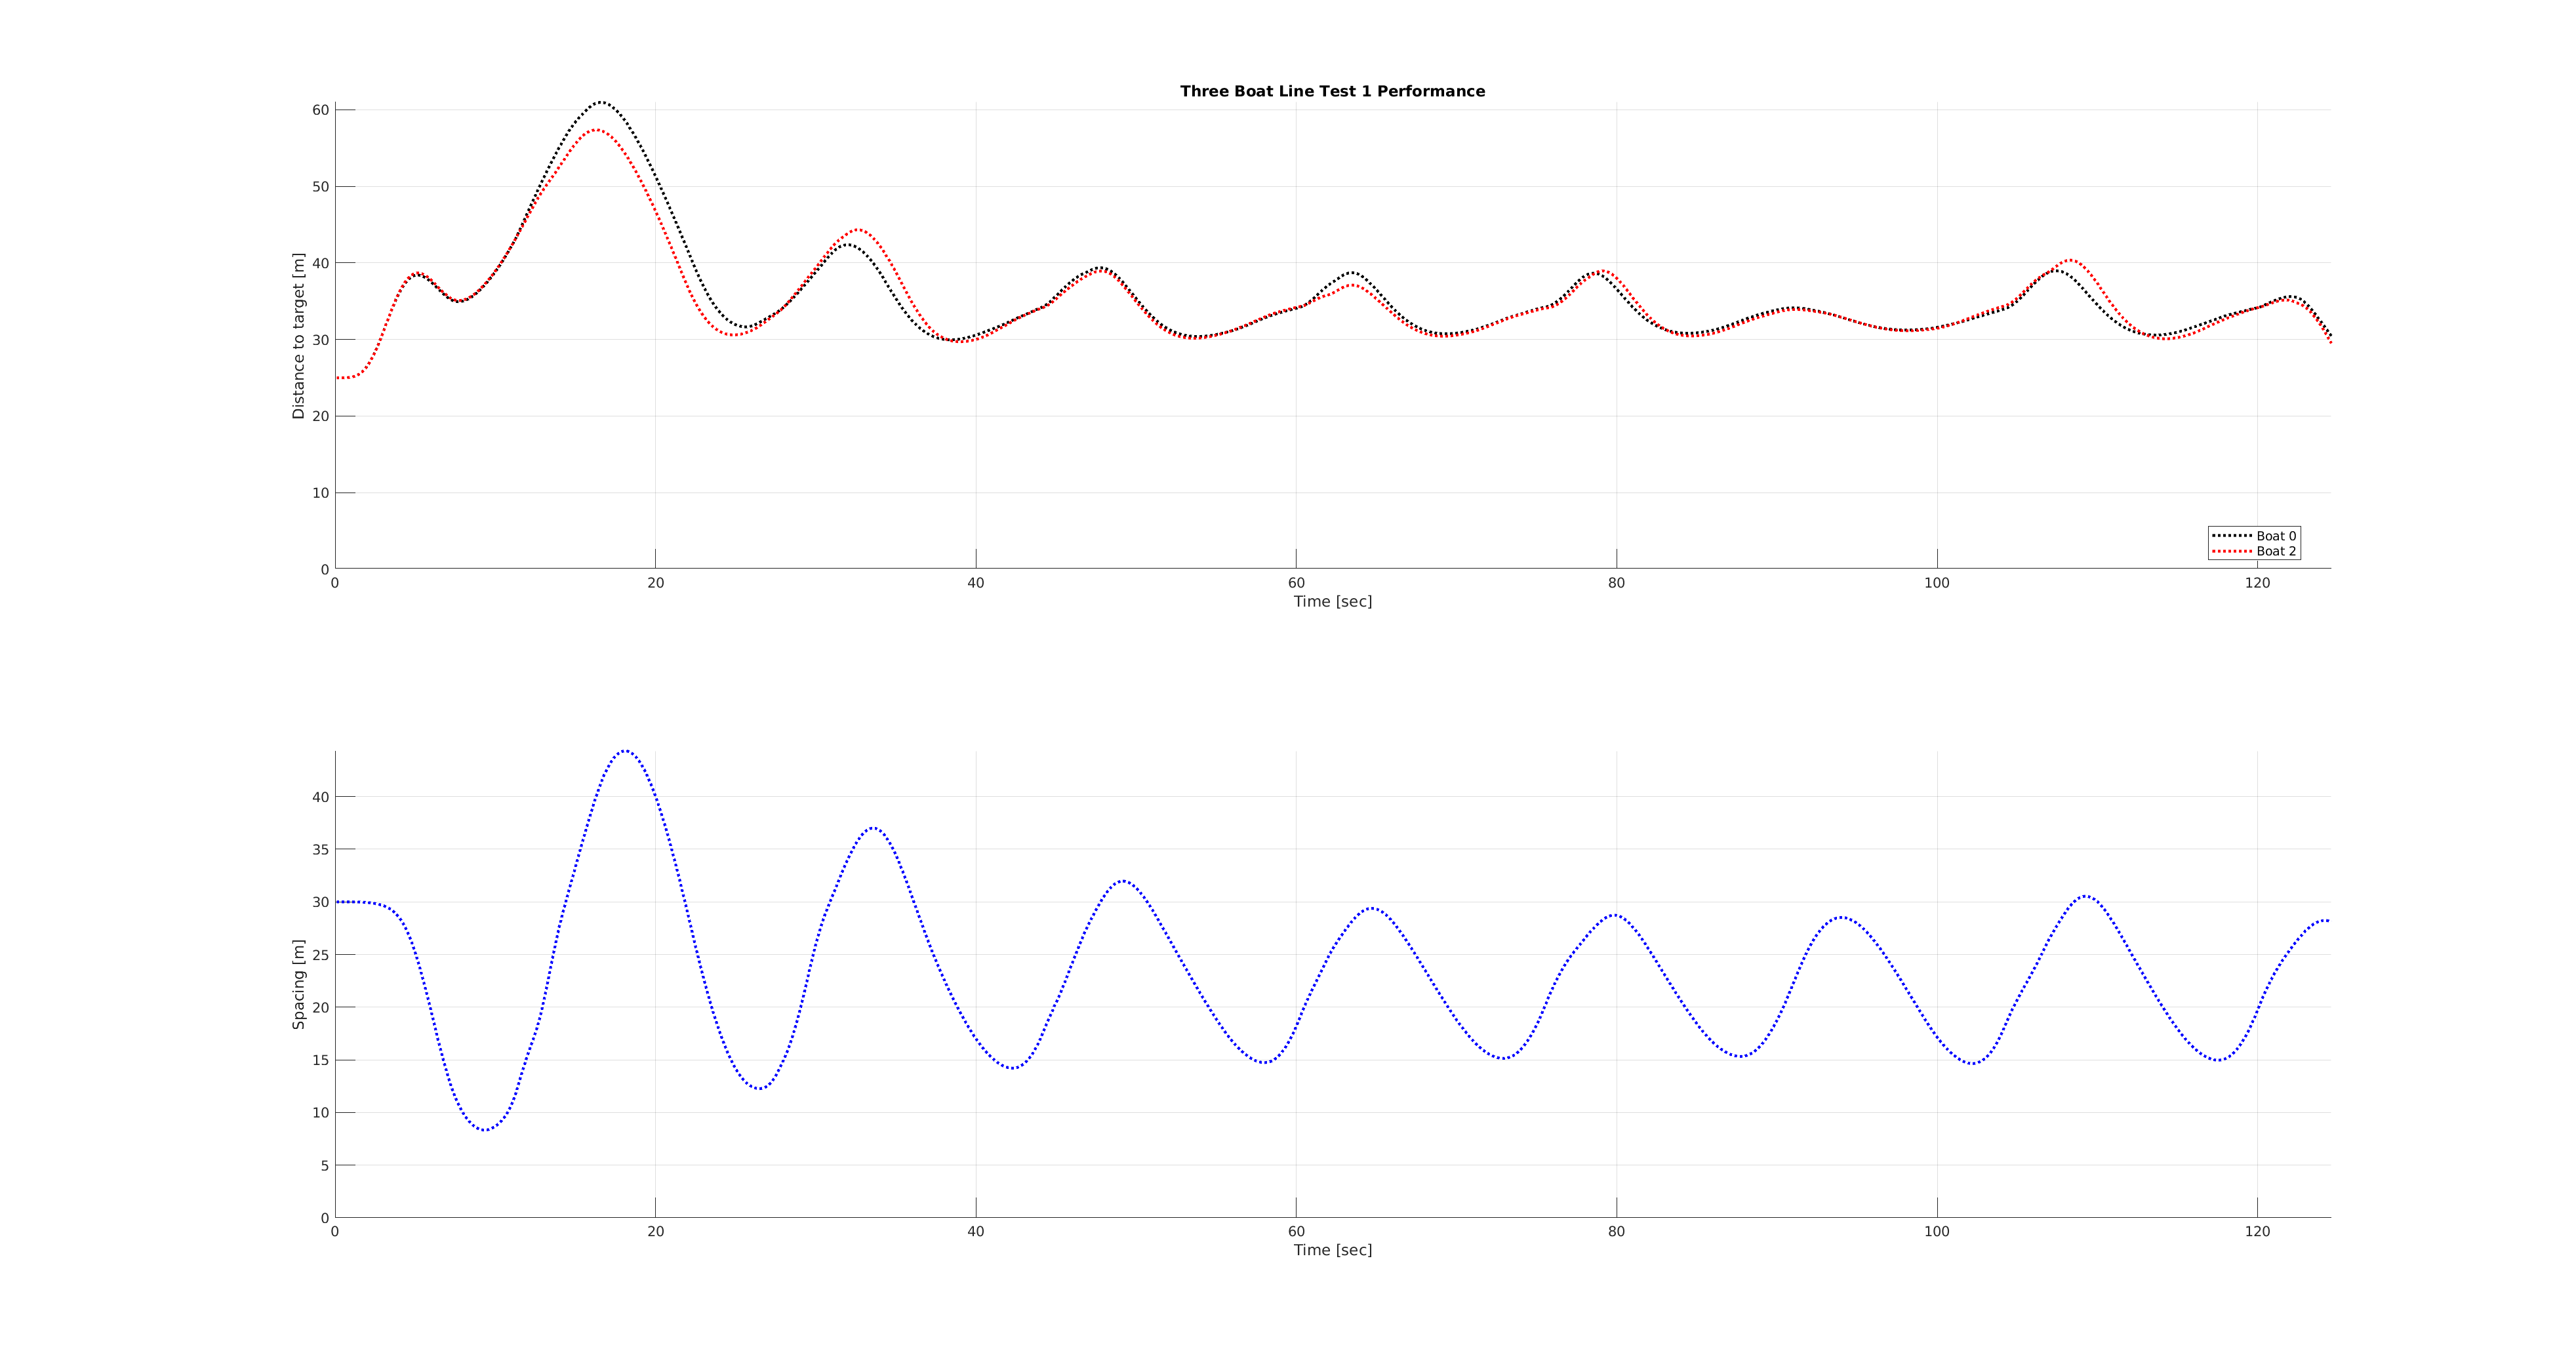 Three Boat Line Test 1 Performance
60
50
40
30
20
10
0
Distance to target [m]
0 20 40 60 80 100 120
Time [sec]
Boat 0
Boat 2
40
35
30
25
20
15
10
5
0
Spacing [m]
0 20 40 60 80 100 120
Time [sec]